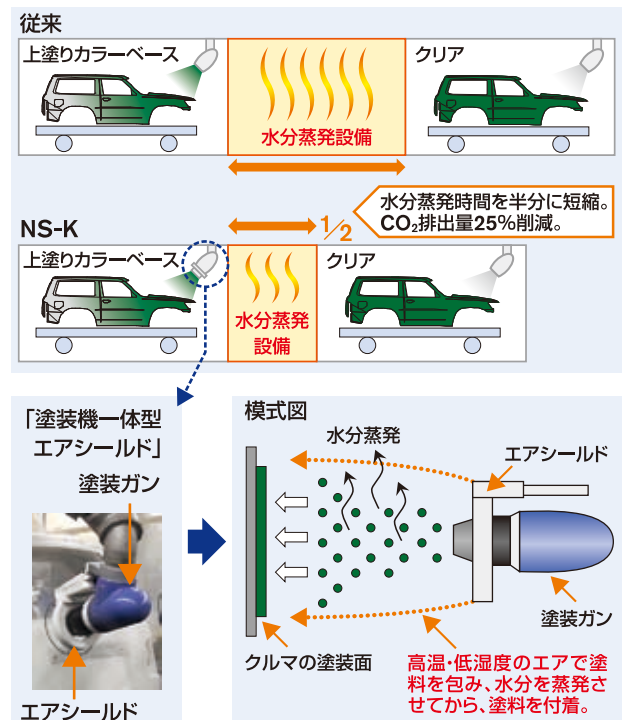 従来
上塗りカラーベース
クリア
水分蒸発設備
水分蒸発時間を半分に短縮。
CO₂排出量25%削減。
1/2
NS-K
上塗りカラーベース
クリア
水分蒸発
設備
「塗装機一体型
エアシールド」
塗装ガン
エアシールド
模式図
水分蒸発
エアシールド
塗装ガン
クルマの塗装面
高温・低湿度のエアで塗
料を包み、水分を蒸発さ
せてから、塗料を付着。